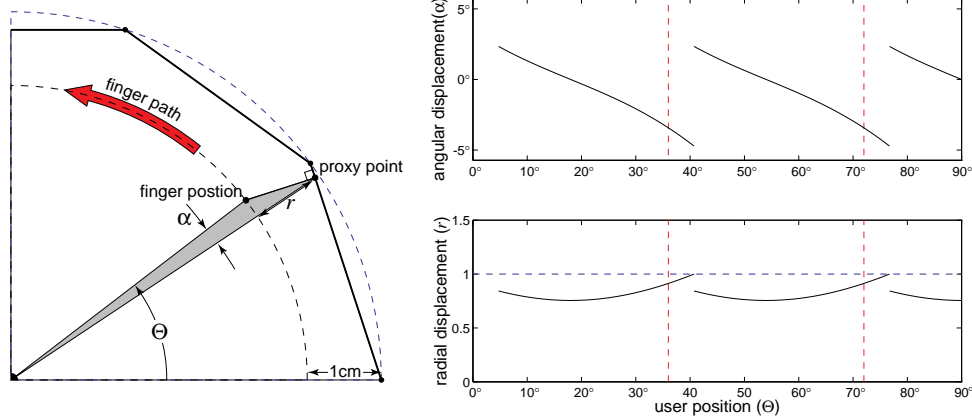 finger path
proxy point
finger postion
α
r
Θ
1cm
angular displacement(α)
5°
0°
-5°
0° 10° 20° 30° 40° 50° 60° 70° 80° 90°
radial displacement (r)
1.5
1
0.5
0
0° 10° 20° 30° 40° 50° 60° 70° 80° 90°
user position (Θ)